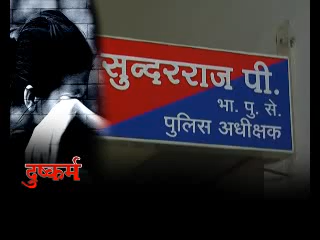 सुन्दरराज पी.
भा. पु. से.
पुलिस अधीक्षक
दुष्कर्म